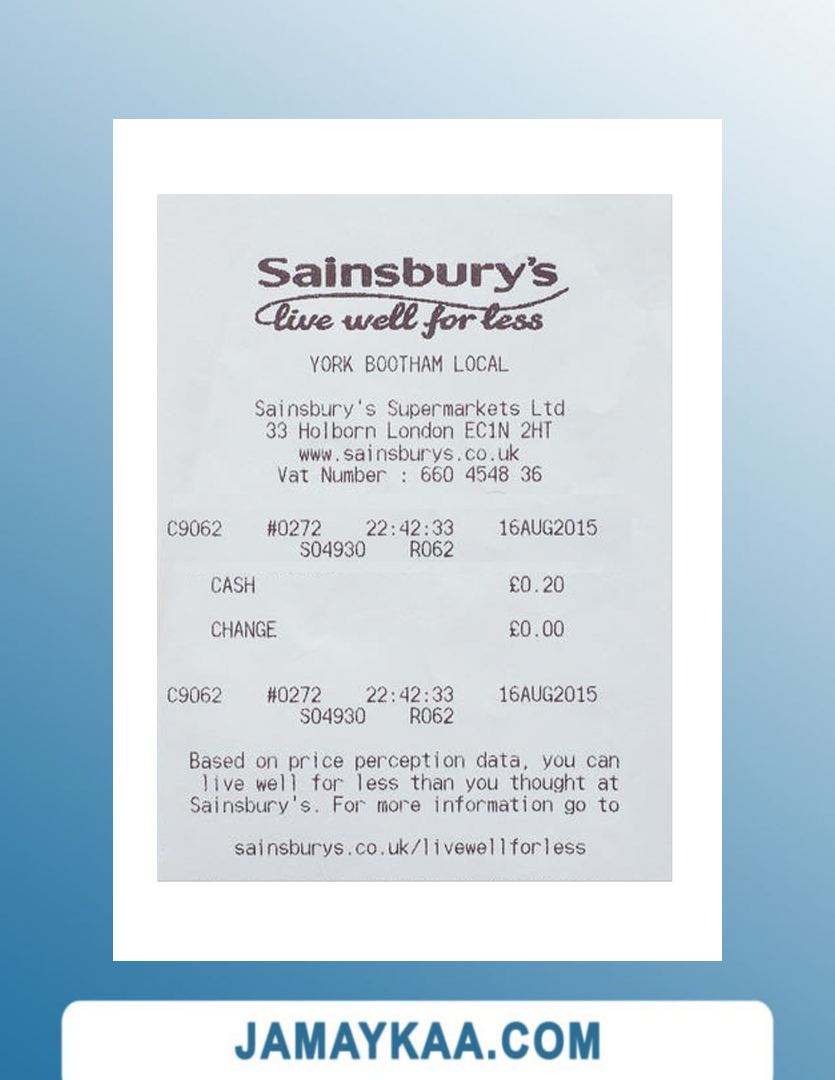 Sainsbury's
live well for less
YORK BOOTHAM LOCAL
Sainsbury's Supermarkets Ltd
33 Holborn London EC1N 2HT
www.sainsburys.co.uk
Vat Number : 660 4548 36
C9062 #0272 22:42:33 16AUG2015
S04930 R062
CASH £0.20
CHANGE £0.00
C9062 #0272 22:42:33 16AUG2015
S04930 R062
Based on price perception data, you can
live well for less than you thought at
Sainsbury's. For more information go to
sainsburys.co.uk/livewellforless
JAMAYKAA.COM